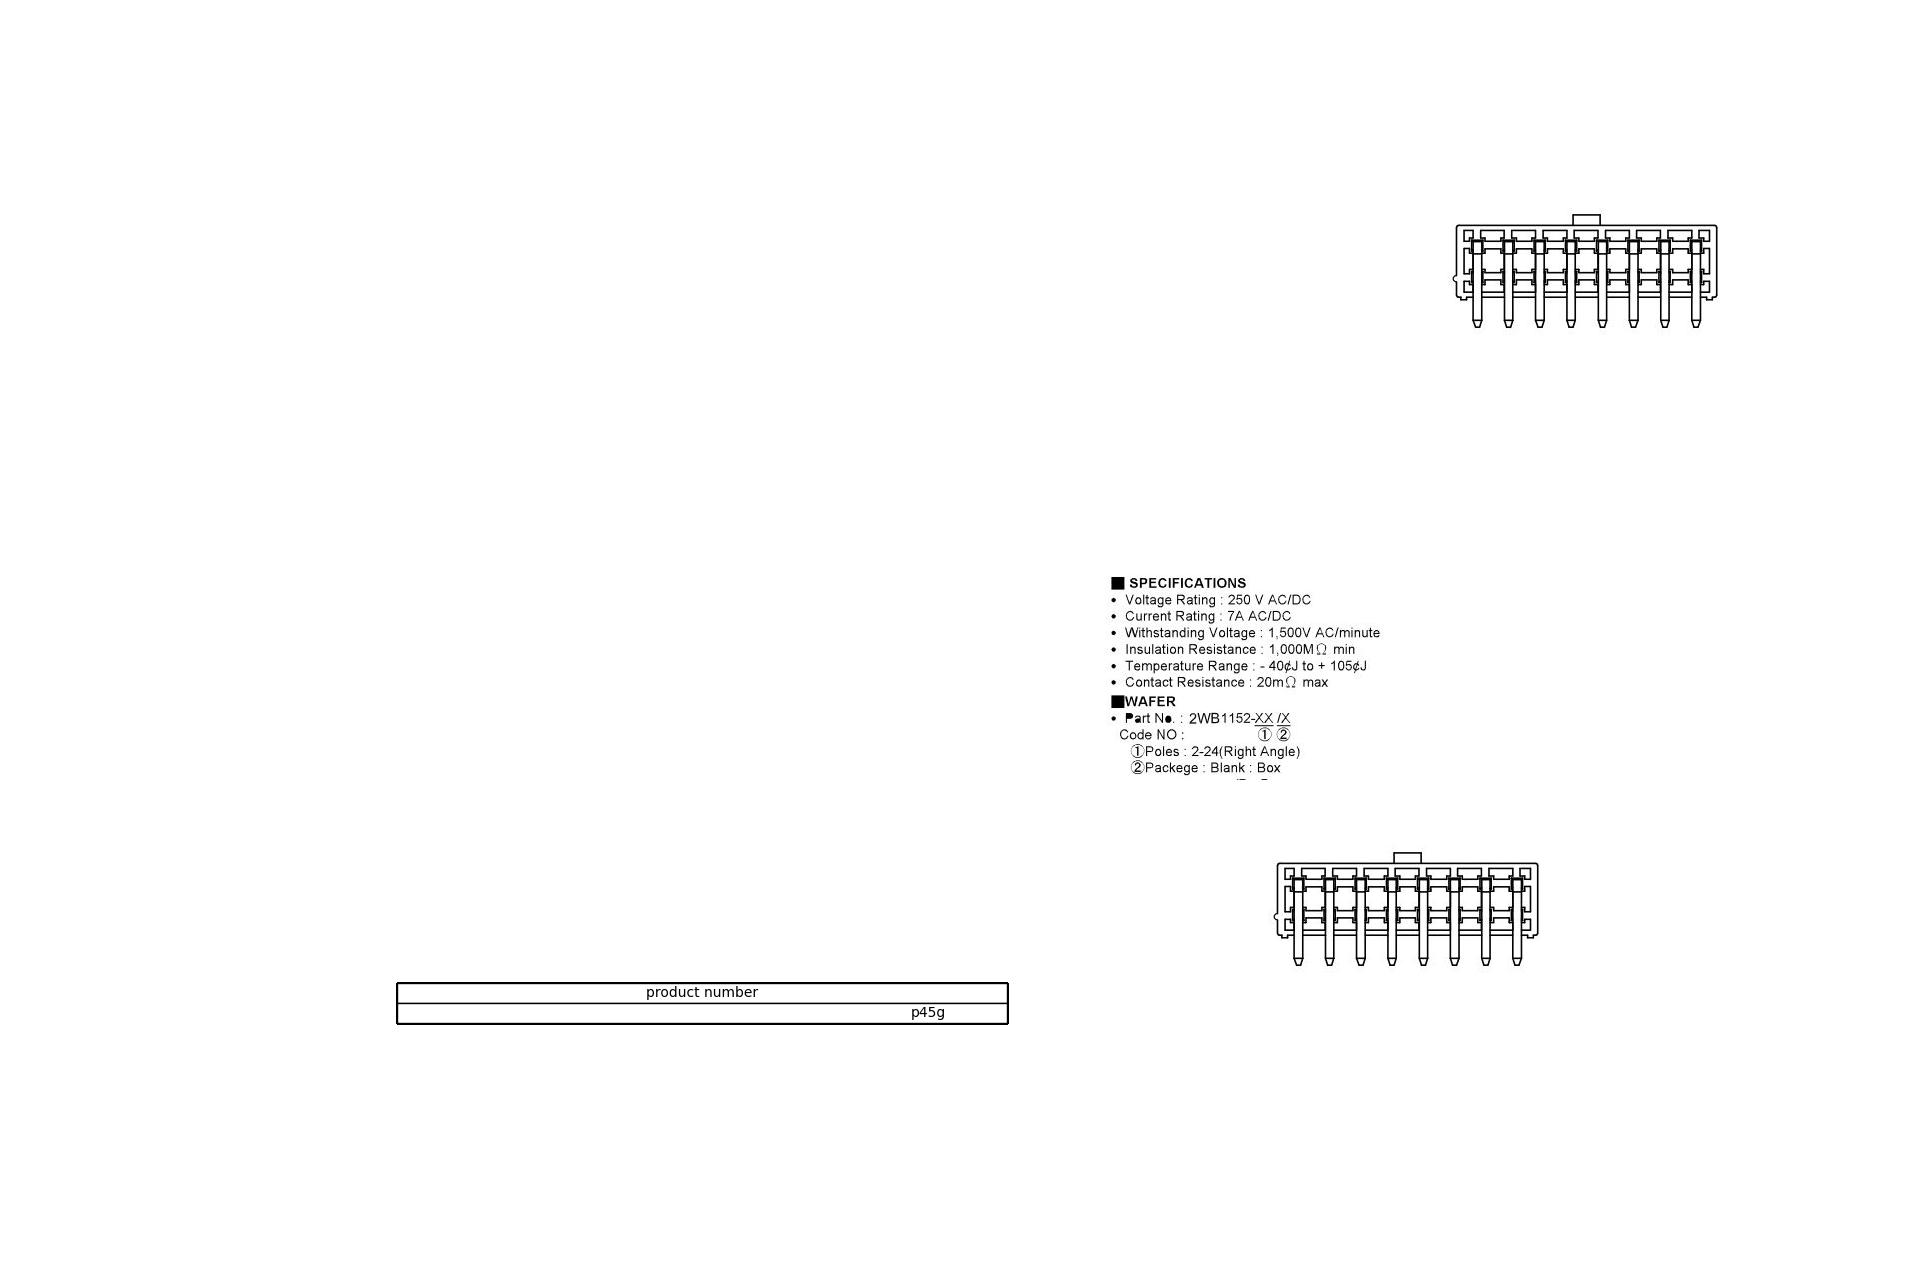 ■ SPECIFICATIONS
• Voltage Rating : 250 V AC/DC
• Current Rating : 7A AC/DC
• Withstanding Voltage : 1,500V AC/minute
• Insulation Resistance : 1,000MΩ min
• Temperature Range : - 40¢J to + 105¢J
• Contact Resistance : 20mΩ max
■WAFER
• Part No. : 2WB1152-XX /X
Code NO : ① ②
①Poles : 2-24(Right Angle)
②Packege : Blank : Box
product number
p45g